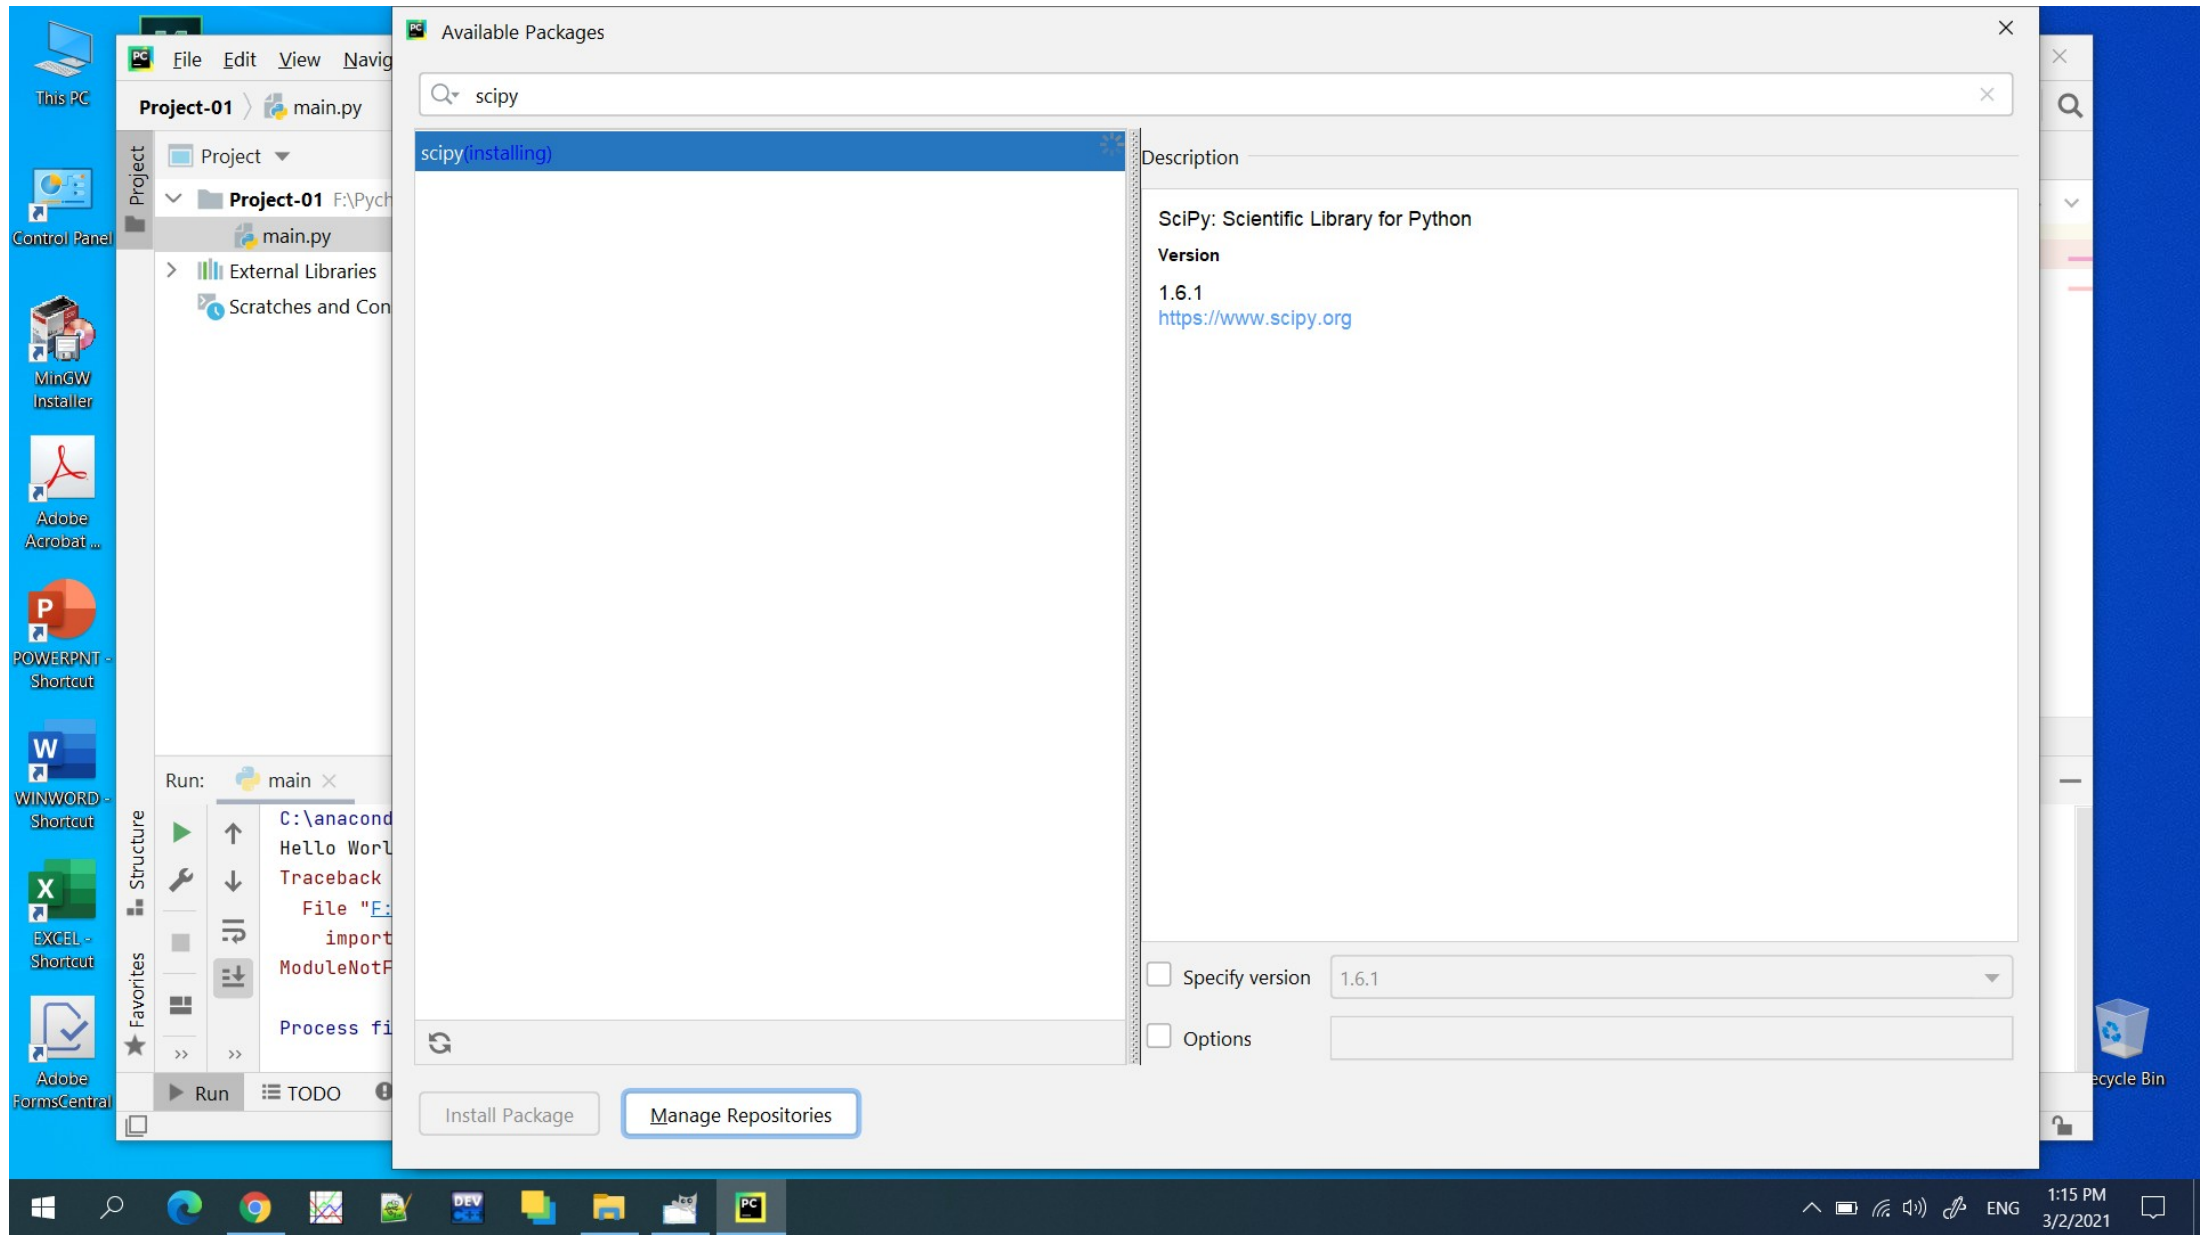 This PC
Control Panel
MinGW
Installer
Adobe
Acrobat ...
POWERPNT -
Shortcut
WINWORD -
Shortcut
EXCEL -
Shortcut
Adobe
FormsCentral
PC
File Edit View Navig
Project-01 main.py
Project
Project
Project-01 F:\Pych
main.py
External Libraries
Scratches and Con
Structure
Favorites
Run: main
C:\anacond
Hello Worl
Traceback
File "F:
import
ModuleNotF
Process fi
Run TODO
Available Packages
scipy
scipy(installing)
Description
SciPy: Scientific Library for Python
Version
1.6.1
https://www.scipy.org
Specify version 1.6.1
Options
Install Package Manage Repositories
ecycle Bin
DEV
C++
PC
ENG
1:15 PM
3/2/2021